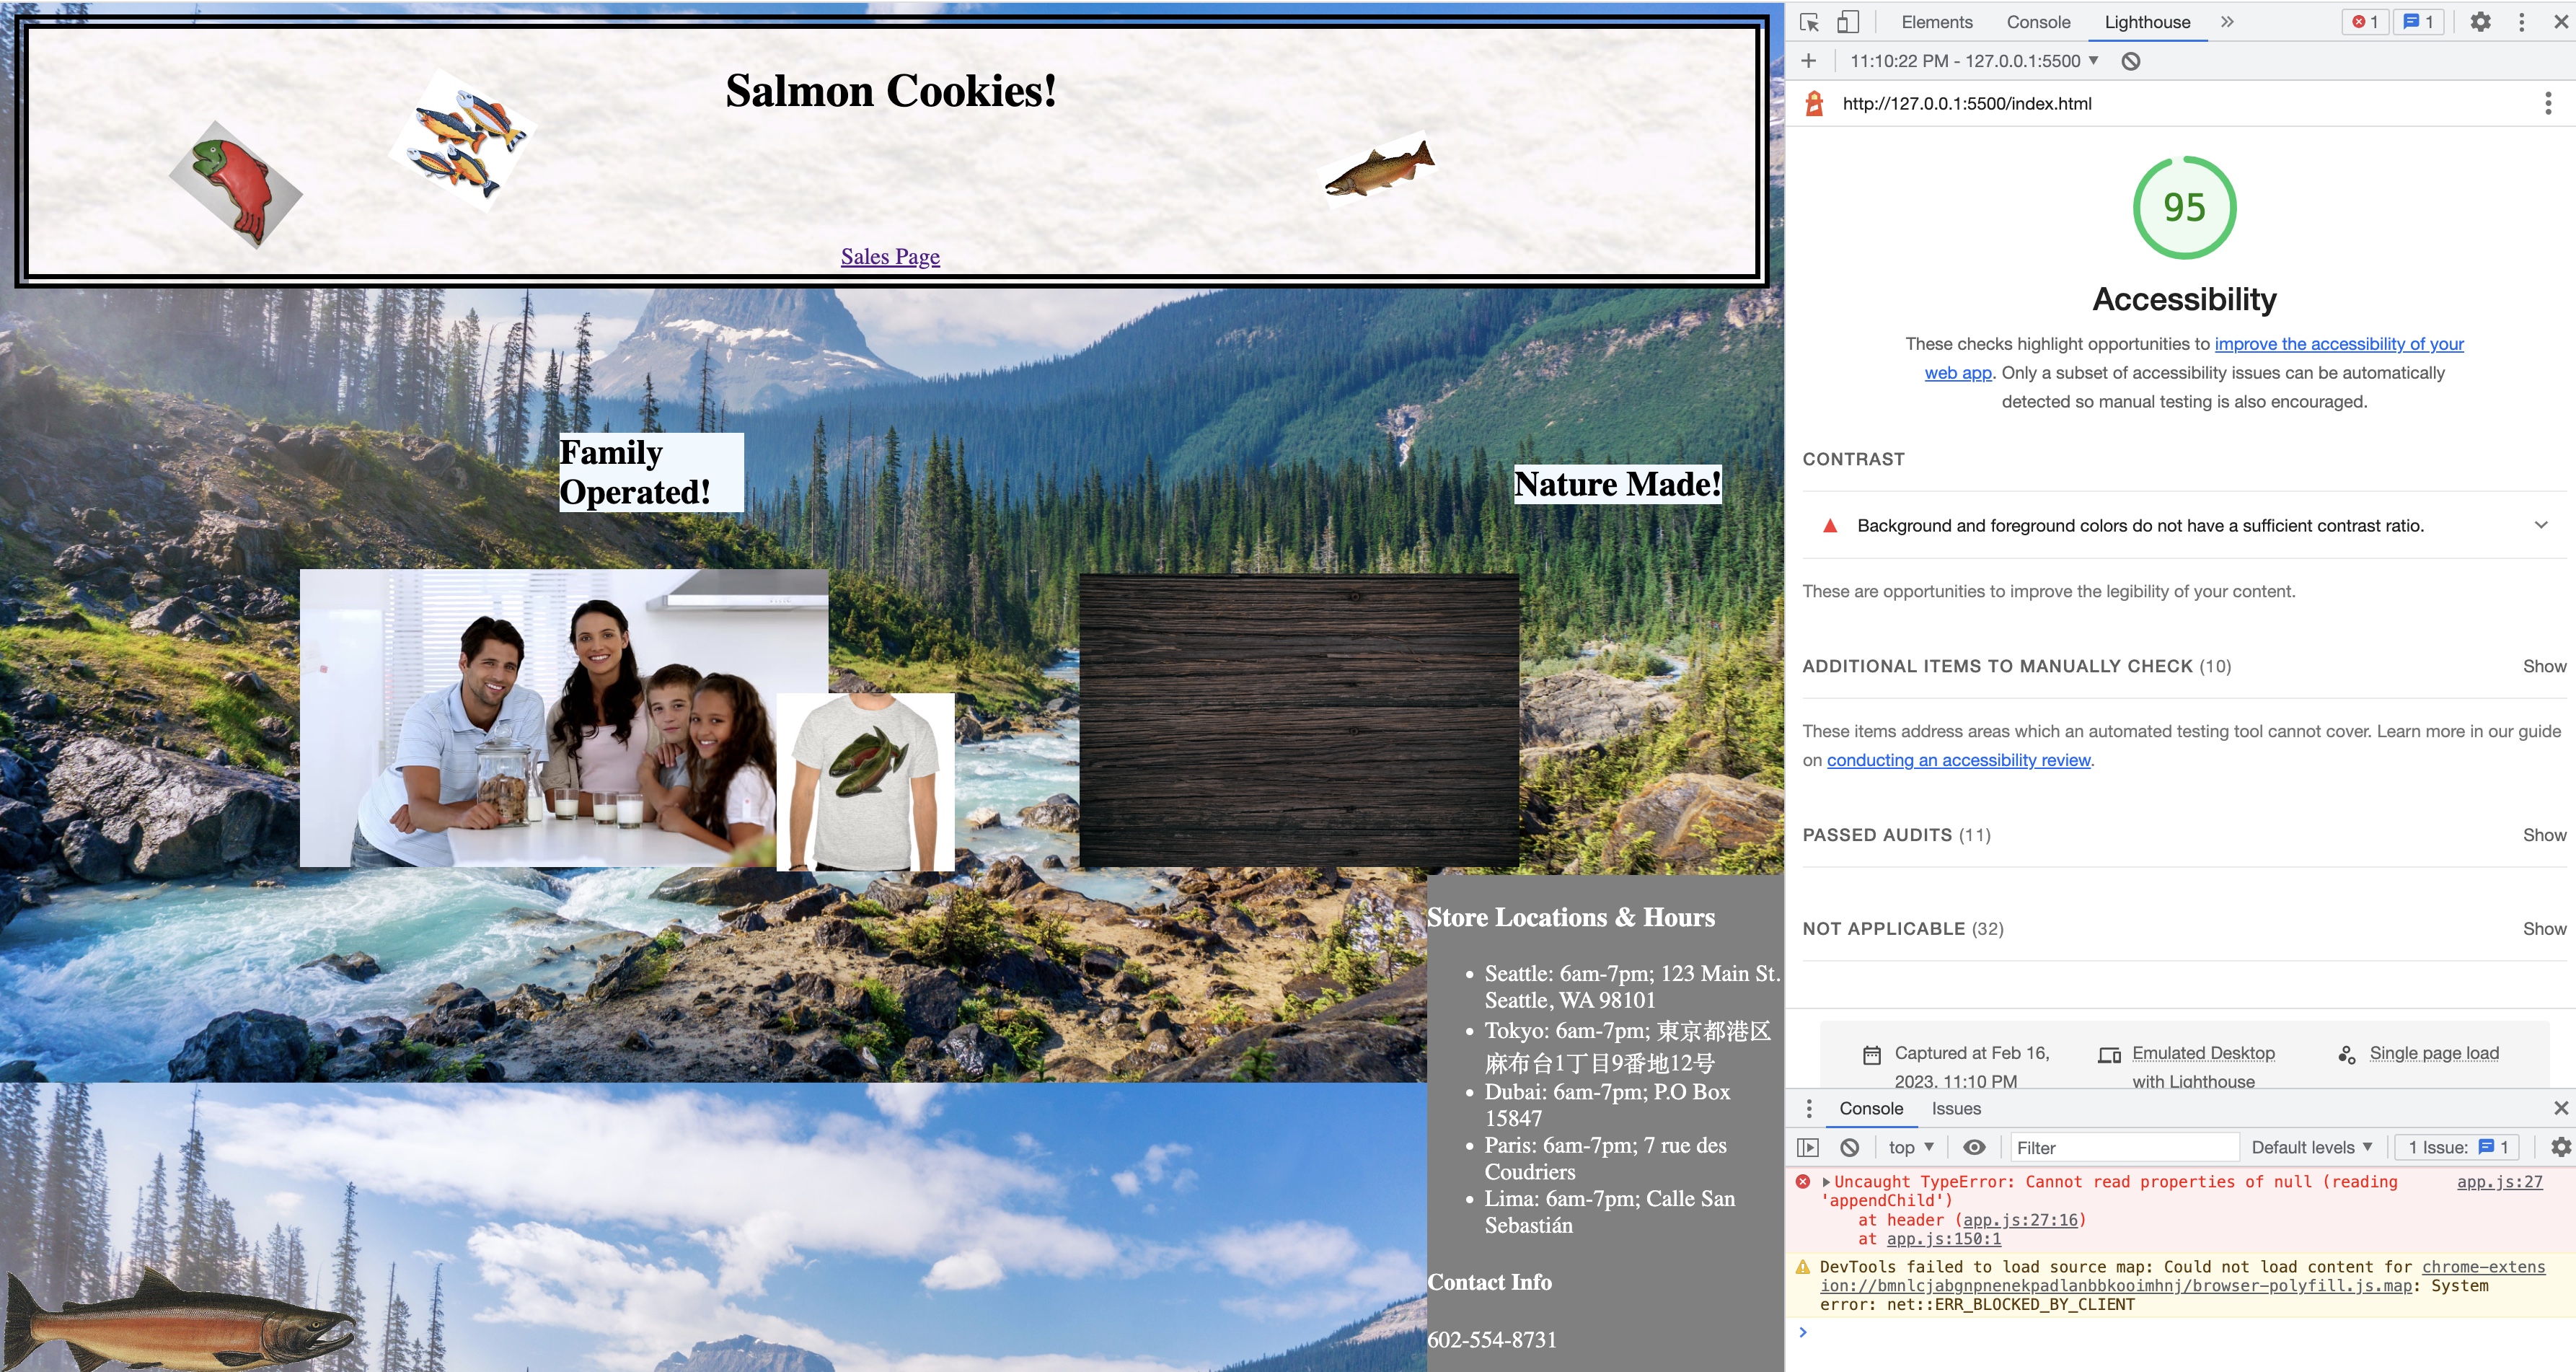 Salmon Cookies!
Sales Page
Family
Operated!
Nature Made!
Store Locations & Hours
• Seattle: 6am-7pm; 123 Main St.
Seattle, WA 98101
• Tokyo: 6am-7pm; 東京都港区
麻布台1丁目9番地12号
• Dubai: 6am-7pm; P.O Box
15847
• Paris: 6am-7pm; 7 rue des
Coudriers
• Lima: 6am-7pm; Calle San
Sebastián
Contact Info
602-554-8731
Elements Console Lighthouse 1 1
11:10:22 PM - 127.0.0.1:5500
http://127.0.0.1:5500/index.html
95
Accessibility
These checks highlight opportunities to improve the accessibility of your
web app. Only a subset of accessibility issues can be automatically
detected so manual testing is also encouraged.
CONTRAST
Background and foreground colors do not have a sufficient contrast ratio.
These are opportunities to improve the legibility of your content.
ADDITIONAL ITEMS TO MANUALLY CHECK (10) Show
These items address areas which an automated testing tool cannot cover. Learn more in our guide
on conducting an accessibility review.
PASSED AUDITS (11) Show
NOT APPLICABLE (32) Show
Captured at Feb 16, Emulated Desktop Single page load
2023, 11:10 PM with Lighthouse
Console Issues
top Filter Default levels 1 Issue: 1
Uncaught TypeError: Cannot read properties of null (reading app.js:27
'appendChild')
at header (app.js:27:16)
at app.js:150:1
DevTools failed to load source map: Could not load content for chrome-extens
ion://bmnlcjabgnpnenekpadlanbbkooimhnj/browser-polyfill.js.map: System
error: net::ERR_BLOCKED_BY_CLIENT